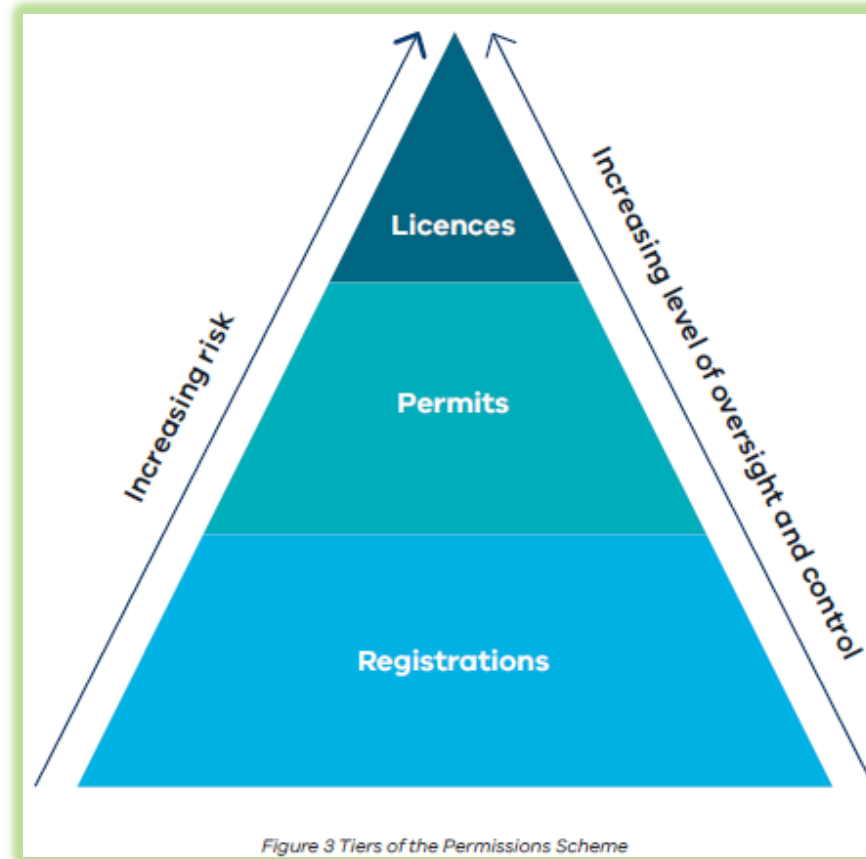 Licences
Increasing risk
Increasing level of oversight and control
Permits
Registrations
Figure 3 Tiers of the Permissions Scheme